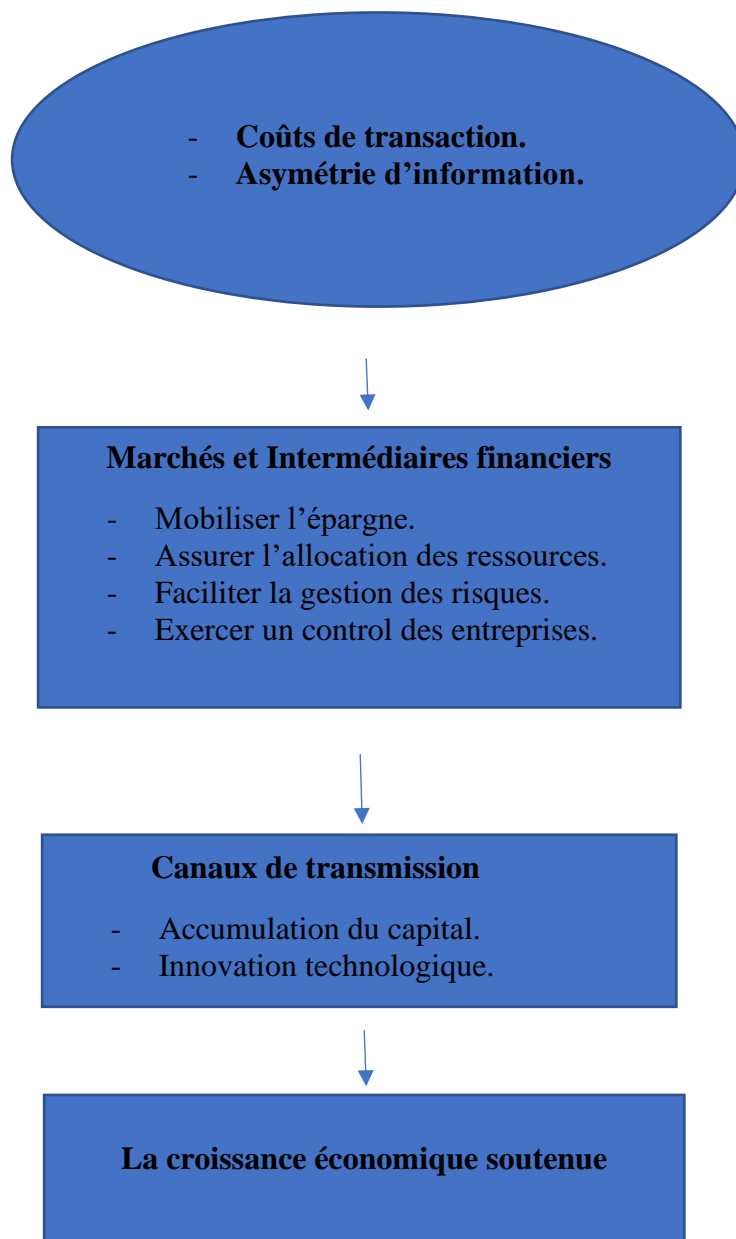 - Coûts de transaction.
- Asymétrie d’information.
Marchés et Intermédiaires financiers
- Mobiliser l’épargne.
- Assurer l’allocation des ressources.
- Faciliter la gestion des risques.
- Exercer un control des entreprises.
Canaux de transmission
- Accumulation du capital.
- Innovation technologique.
La croissance économique soutenue